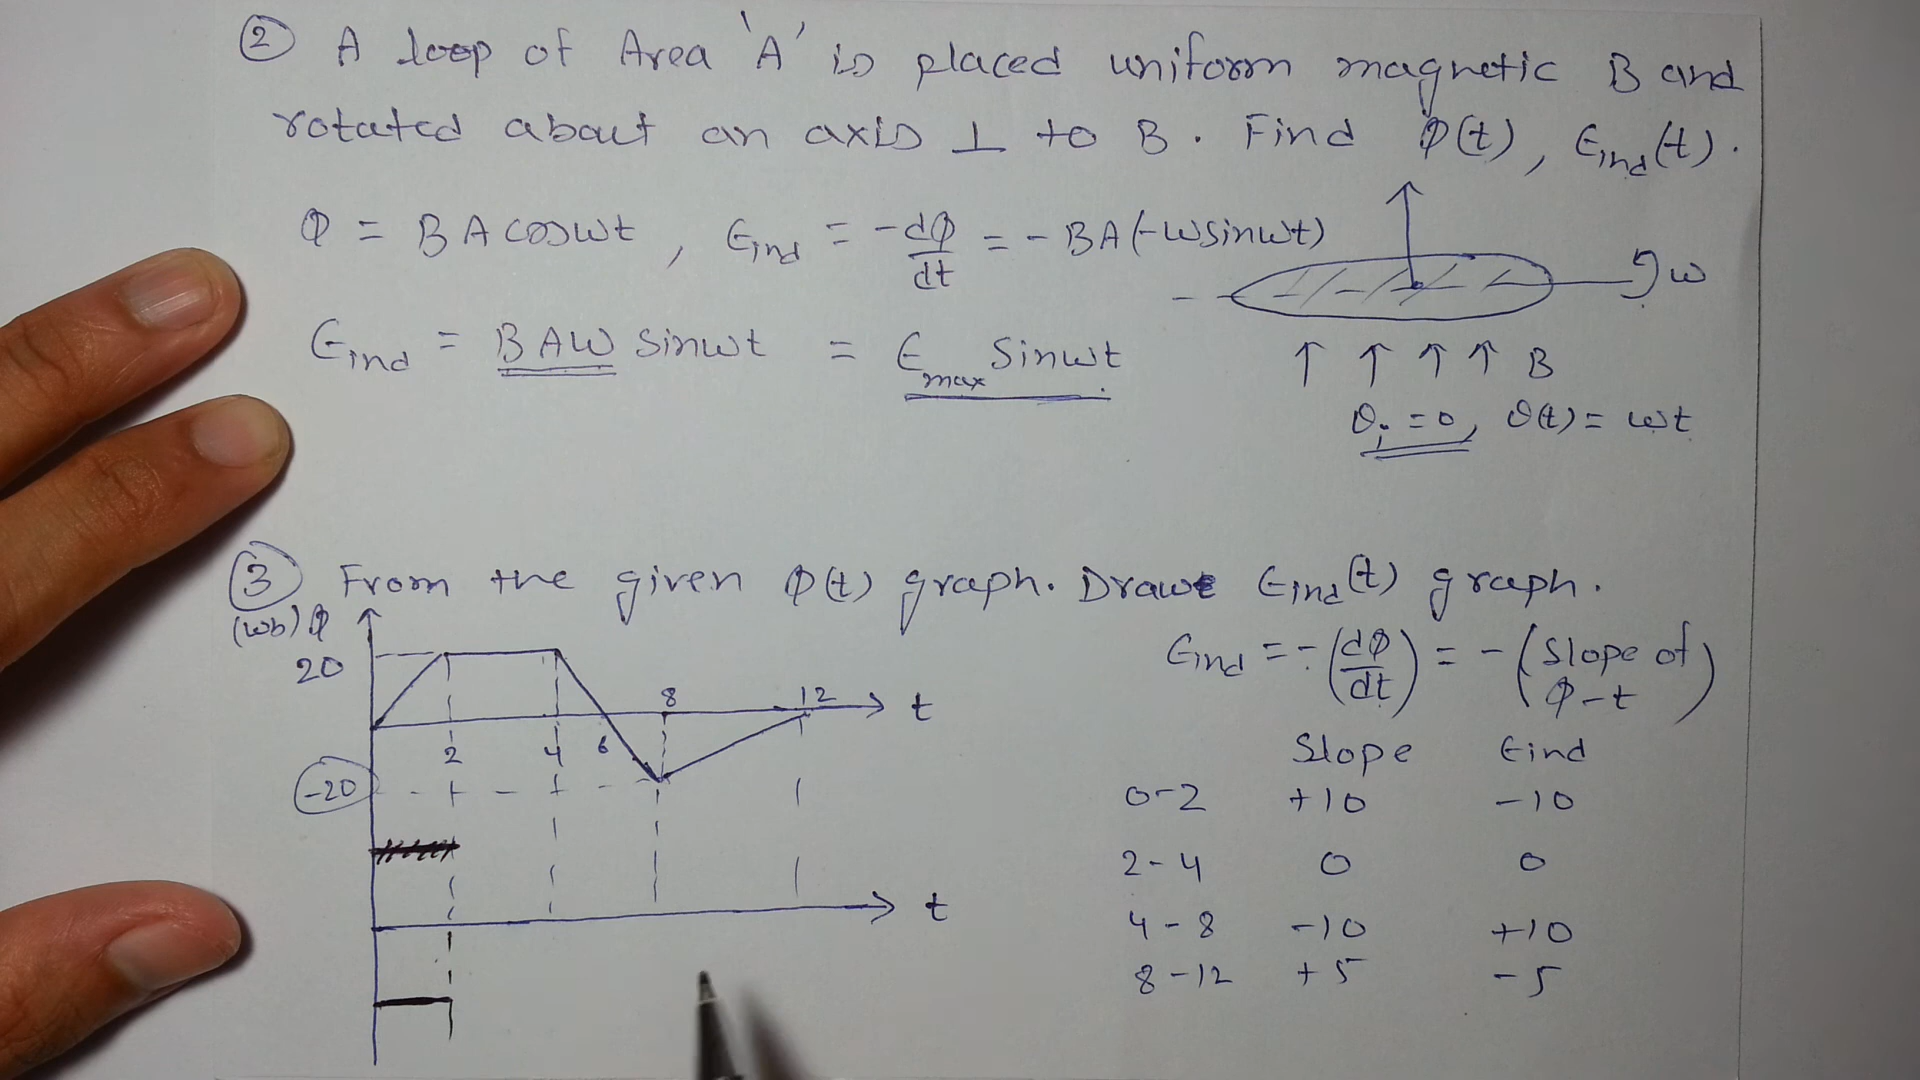 ② A loop of Area 'A' is placed uniform magnetic B and
rotated about an axis ⊥ to B. Find φ(t), Eind(t).
φ = BA cosωt, Eind = -dφ/dt = -BA(-ωsinωt)
ω
Eind = BAω sinωt = Emax sinωt
B
θi = 0, θ(t) = ωt
③ From the given φ(t) graph. Draw Eind(t) graph.
(wb) φ
20
Eind = -(dφ/dt) = -(slope of φ-t)
8 12 t
2 4 6
-20
Slope Eind
0-2 +10 -10
2-4 0 0
t
4-8 -10 +10
8-12 +5 -5